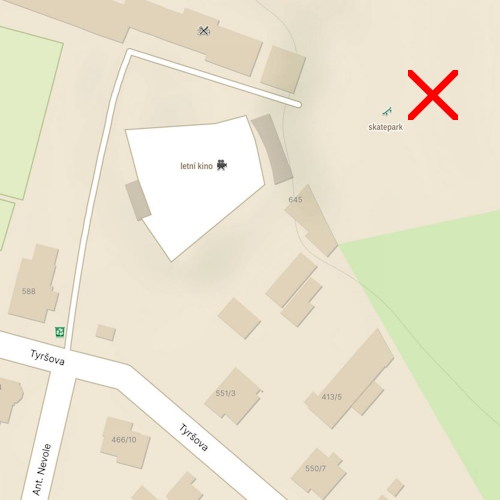 skatepark
letní kino
645
588
Tyršova
551/3
413/5
Tyršova
466/10
Ant. Nevole
550/7